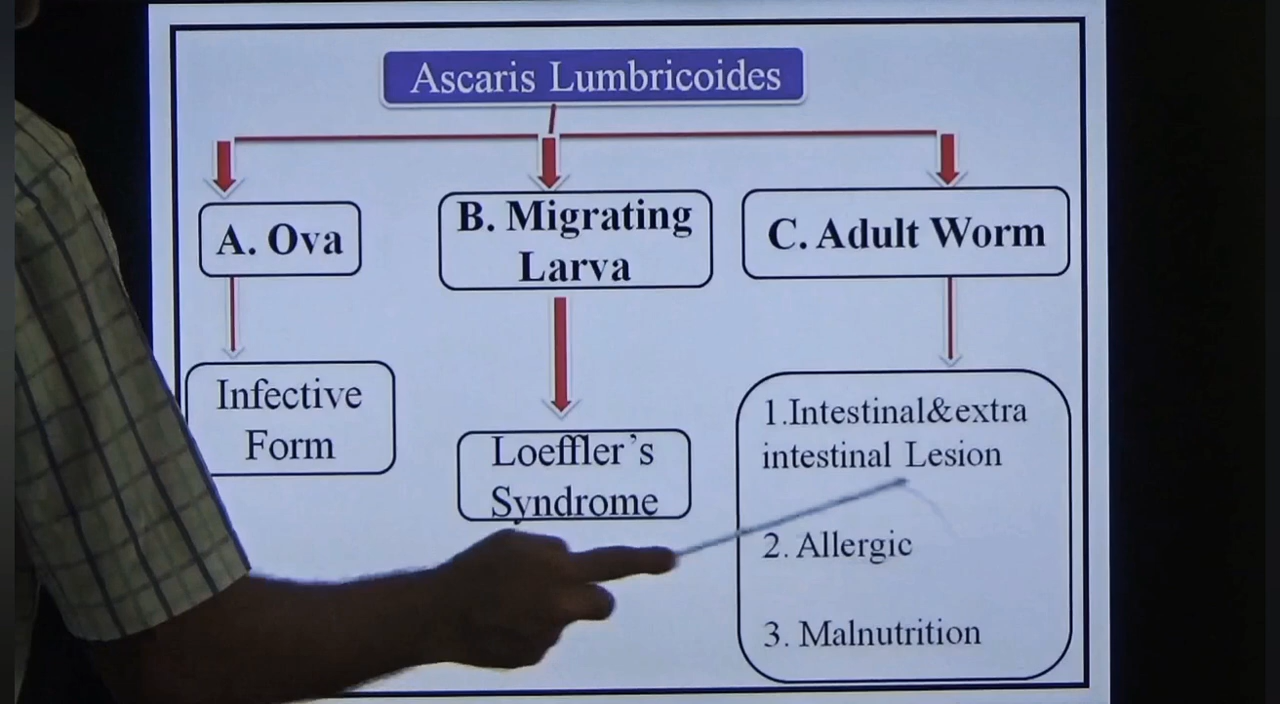 Ascaris Lumbricoides
A. Ova
B. Migrating
Larva
C. Adult Worm
Infective
Form
Loeffler’s
Syndrome
1.Intestinal&extra
intestinal Lesion
2. Allergic
3. Malnutrition